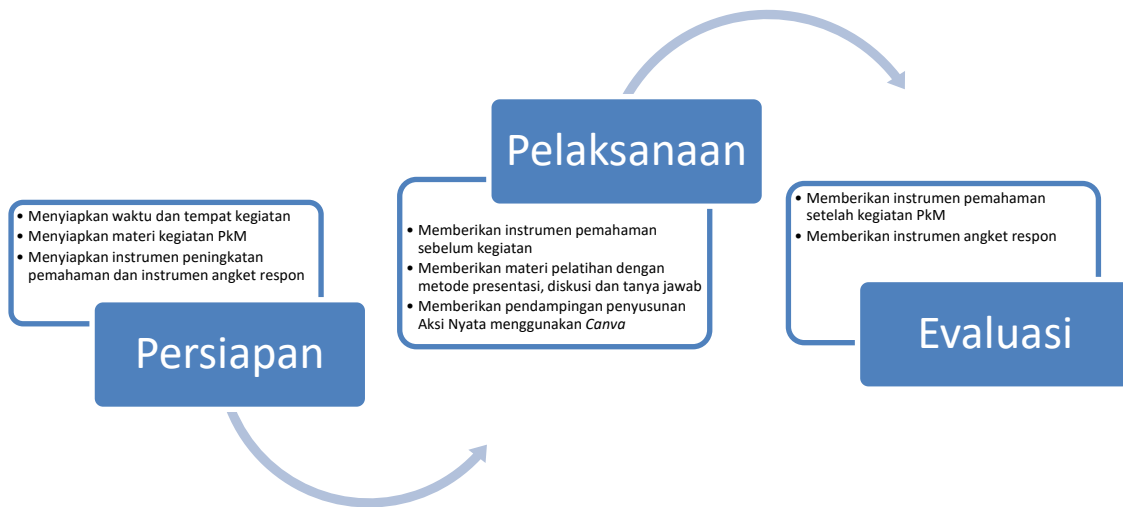 • Menyiapkan waktu dan tempat kegiatan
• Menyiapkan materi kegiatan PkM
• Menyiapkan instrumen peningkatan
pemahaman dan instrumen angket respon
Persiapan
Pelaksanaan
• Memberikan instrumen pemahaman
sebelum kegiatan
• Memberikan materi pelatihan dengan
metode presentasi, diskusi dan tanya jawab
• Memberikan pendampingan penyusunan
Aksi Nyata menggunakan Canva
• Memberikan instrumen pemahaman
setelah kegiatan PkM
• Memberikan instrumen angket respon
Evaluasi